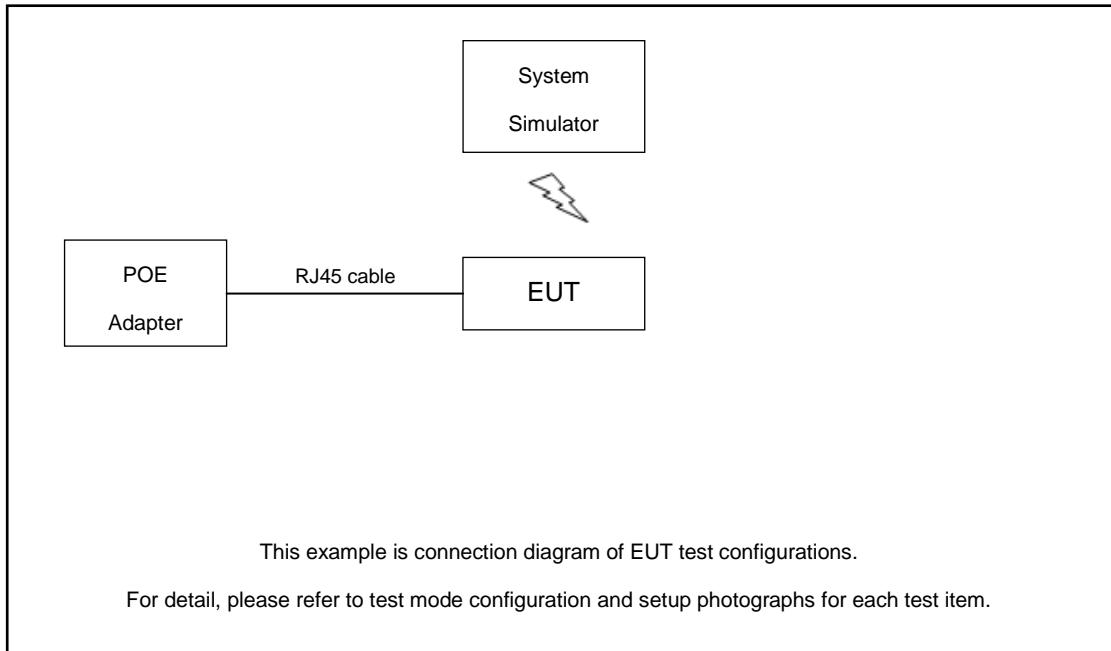 System
Simulator
POE
Adapter
RJ45 cable
EUT
This example is connection diagram of EUT test configurations.
For detail, please refer to test mode configuration and setup photographs for each test item.